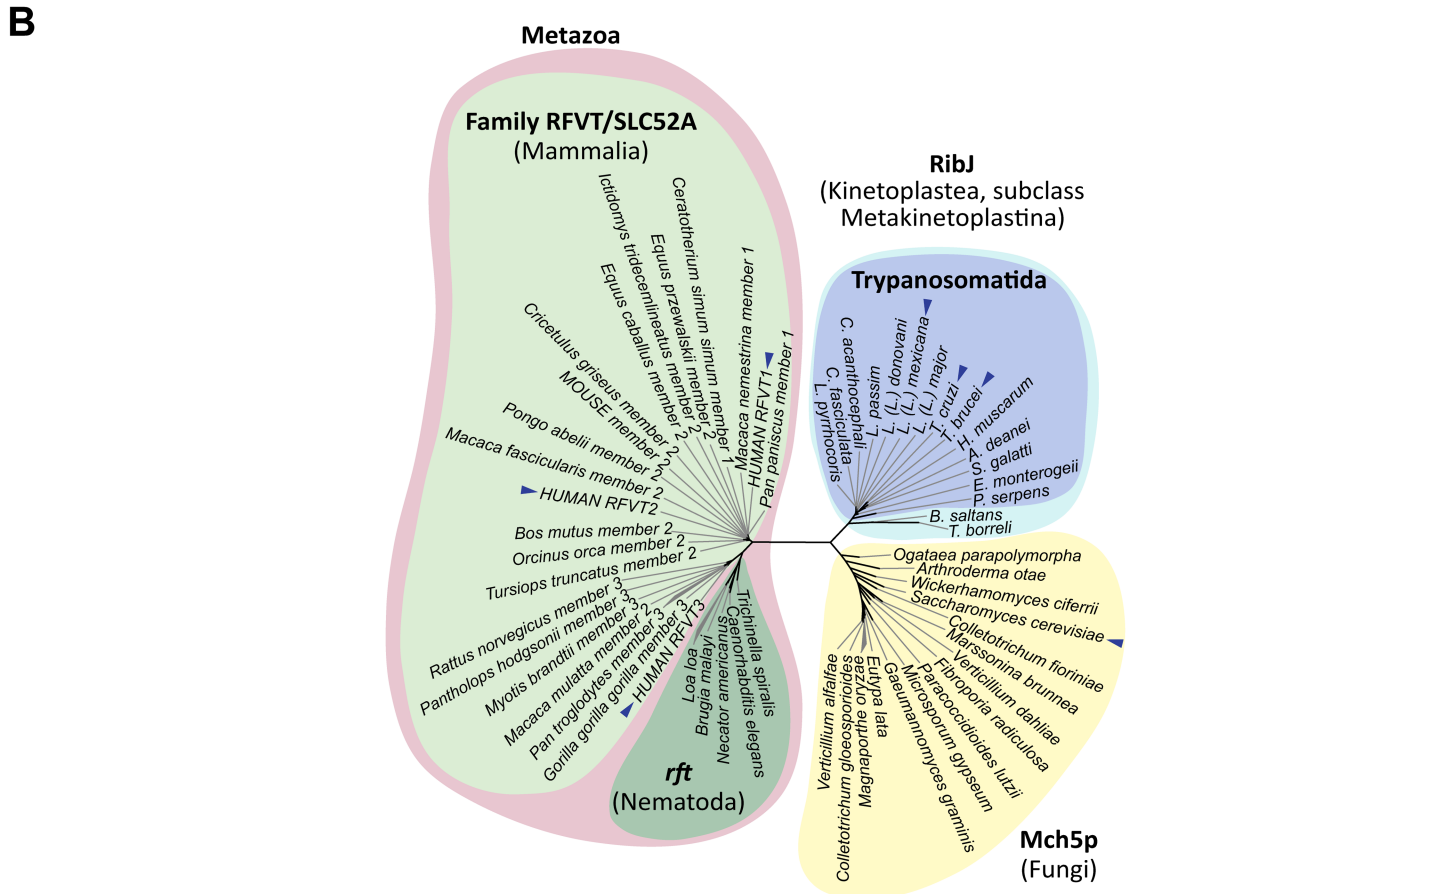 B
Metazoa
Family RFVT/SLC52A
(Mammalia)
Ictidomys tridecemlineatus member 2
Ceratotherium simum simum member 1
Equus przewalskii member 2
Equus caballus member 2
Macaca nemestrina member 1
HUMAN RFVT1
Pan paniscus member 1
Cricetulus griseus member 2
MOUSE member 2
Pongo abelii member 2
Macaca fascicularis member 2
HUMAN RFVT2
Bos mutus member 2
Orcinus orca member 2
Tursiops truncatus member 2
Rattus norvegicus member 3
Pantholops hodgsonii member 3
Myotis brandtii member 3
Macaca mulatta member 2
Pan troglodytes member 3
Gorilla gorilla gorilla member 3
HUMAN RFVT3
Loa loa
Brugia malayi
Necator americanus
Caenorhabditis elegans
Trichinella spiralis
rft
(Nematoda)
RibJ
(Kinetoplastea, subclass
Metakinetoplastina)
Trypanosomatida
L. pyrrhocoris
C. fasciculata
C. acanthocephali
L. passim
L. (L.) donovani
L. (L.) mexicana
L. (L.) major
T. cruzi
T. brucei
H. muscarum
A. deanei
S. galatti
E. monterogeii
P. serpens
B. saltans
T. borreli
Ogataea parapolymorpha
Arthroderma otae
Wickerhamomyces ciferrii
Saccharomyces cerevisiae
Colletotrichum fioriniae
Marssonina brunnea
Verticillium dahliae
Fibroporia radiculosa
Paracoccidioides lutzii
Microsporum gypseum
Gaeumannomyces graminis
Eutypa lata
Magnaporthe oryzae
Colletotrichum gloeosporioides
Verticillium alfalfae
Mch5p
(Fungi)